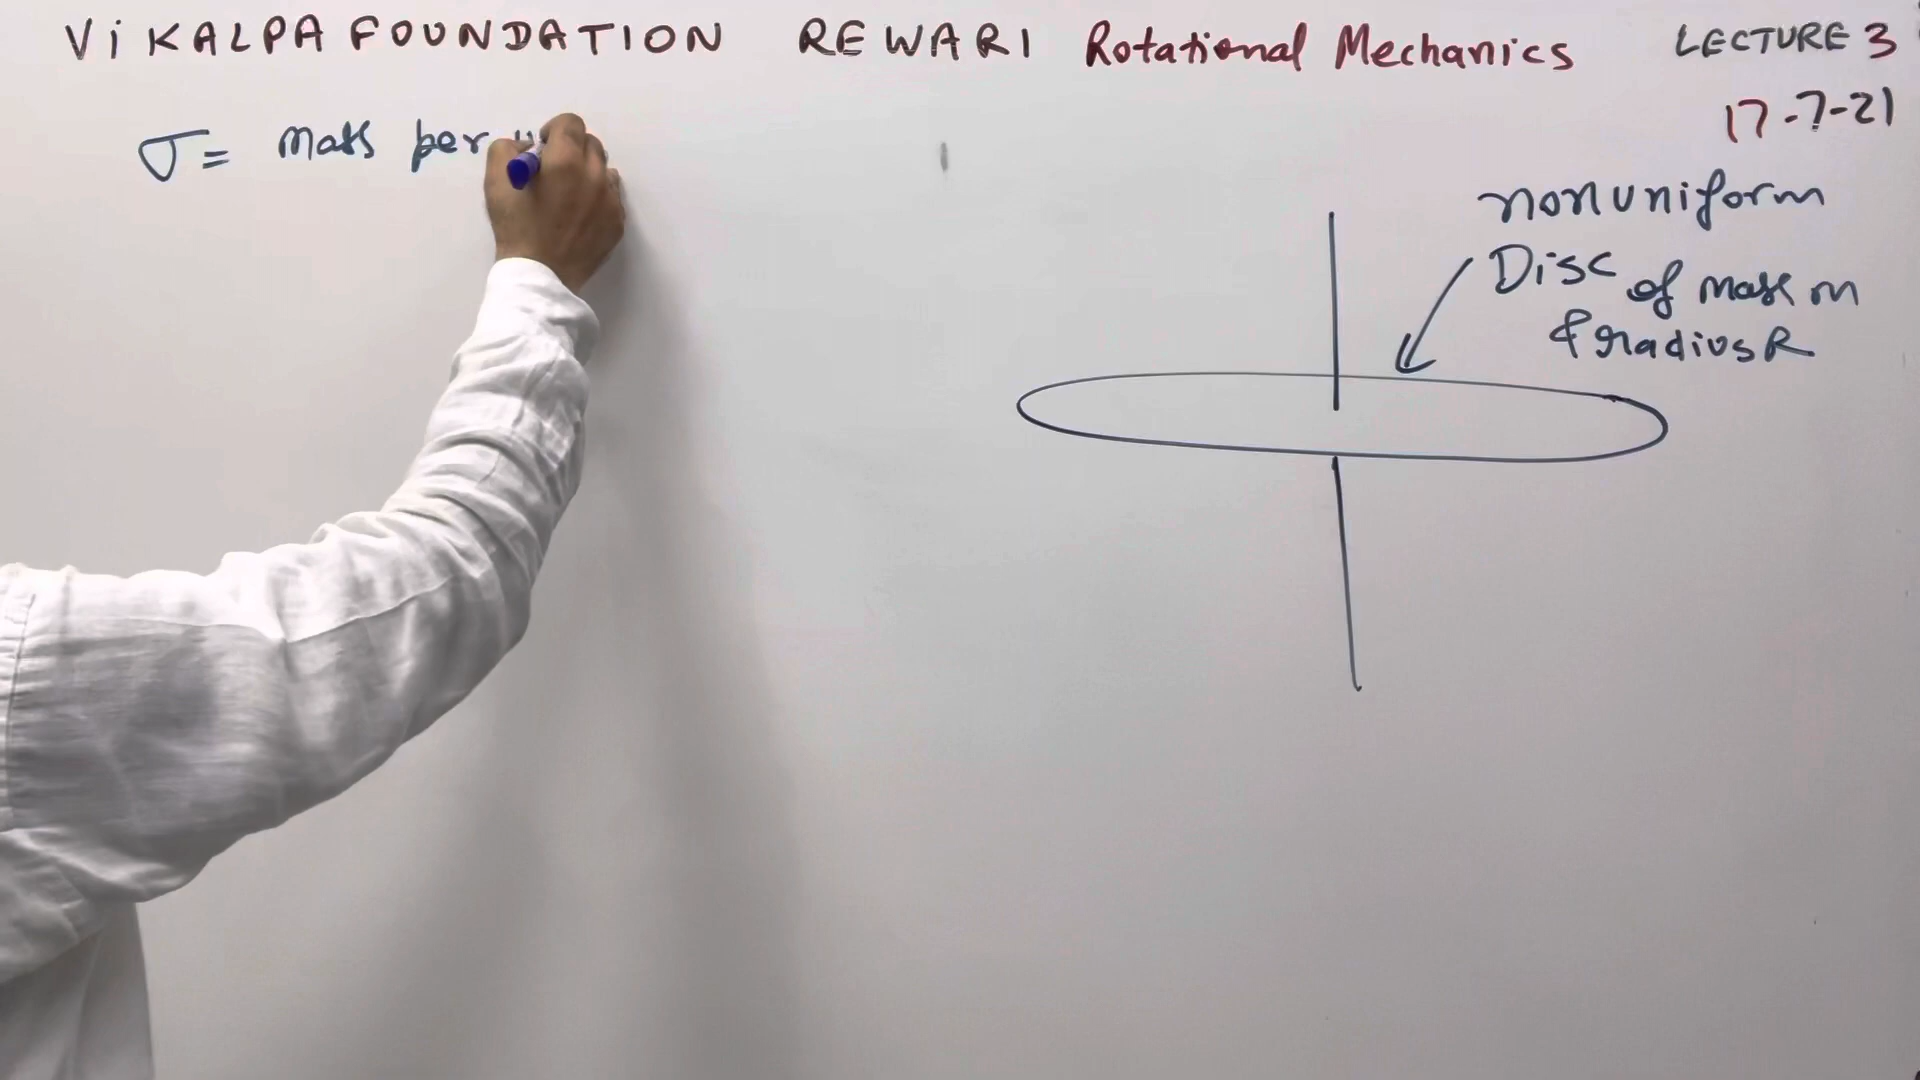 ViKALPA FOUNDATION REWARI Rotational Mechanics LECTURE 3
17-7-21
σ = mass per
nonuniform
Disc of mass m
& radius R